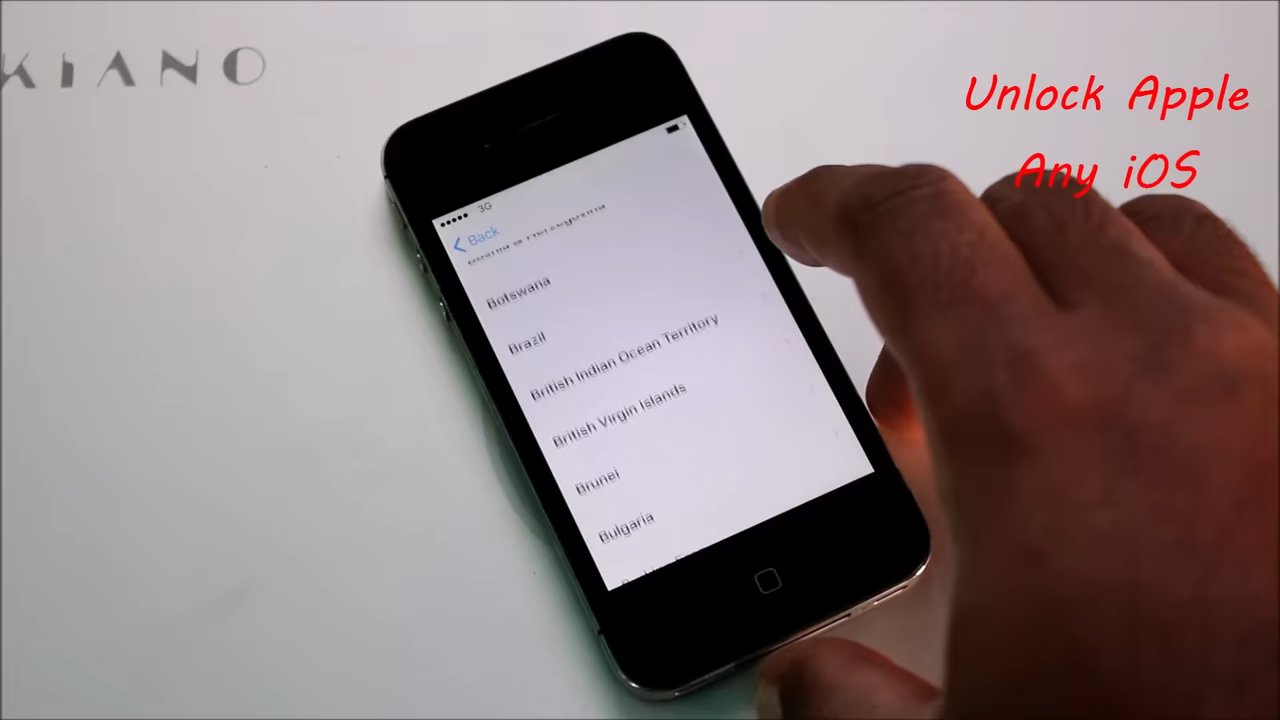 KIANO
Unlock Apple
Any iOS
3G
Back
Botswana
Brazil
British Indian Ocean Territory
British Virgin Islands
Brunei
Bulgaria